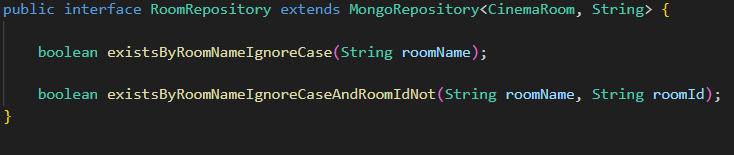 public interface RoomRepository extends MongoRepository<CinemaRoom, String> {
boolean existsByRoomNameIgnoreCase(String roomName);
boolean existsByRoomNameIgnoreCaseAndRoomIdNot(String roomName, String roomId);
}